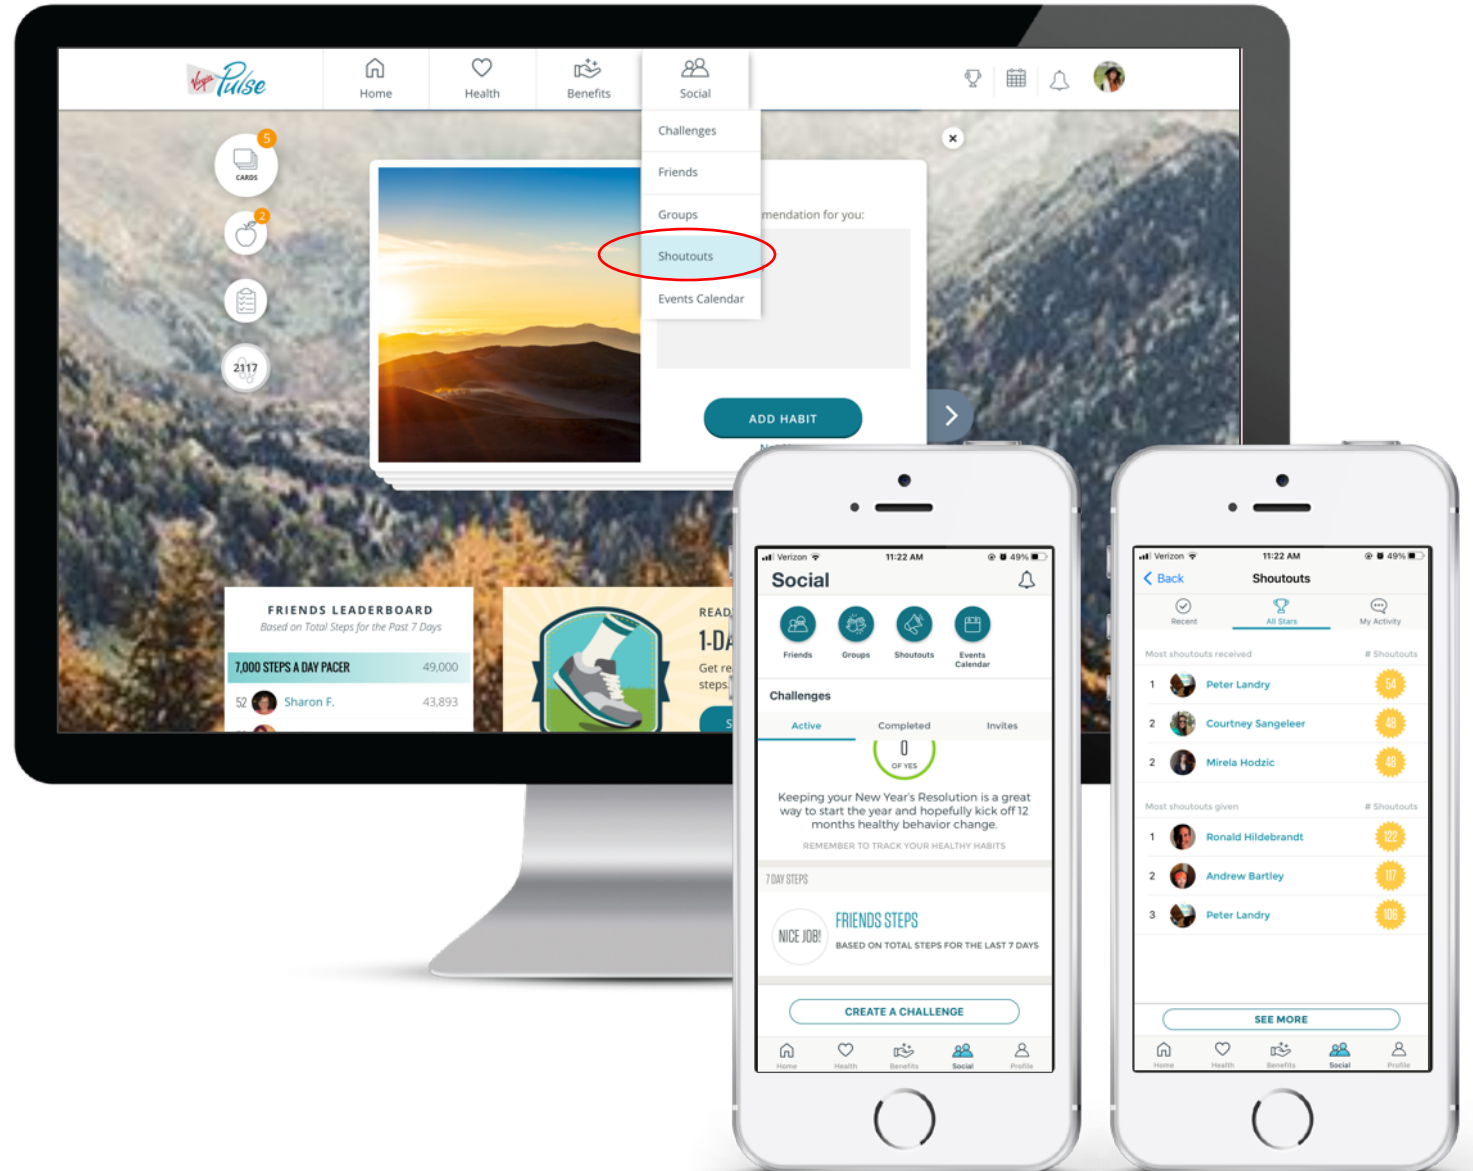 Virgin Pulse
Home
Health
Benefits
Social
Challenges
Friends
Groups
Shoutouts
Events Calendar
5
CARDS
2
2117
mendation for you:
ADD HABIT
FRIENDS LEADERBOARD
Based on Total Steps for the Past 7 Days
7,000 STEPS A DAY PACER 49,000
52 Sharon F. 43,893
READ
1-DA
Get re
steps.
S
Verizon 11:22 AM 49%
Social
Friends Groups Shoutouts Events
Calendar
Challenges
Active Completed Invites
0
OF YES
Keeping your New Year's Resolution is a great
way to start the year and hopefully kick off 12
months healthy behavior change.
REMEMBER TO TRACK YOUR HEALTHY HABITS
7 DAY STEPS
NICE JOB!
FRIENDS STEPS
BASED ON TOTAL STEPS FOR THE LAST 7 DAYS
CREATE A CHALLENGE
Home Health Benefits Social Profile
Verizon 11:22 AM 49%
Back Shoutouts
Recent All Stars My Activity
Most shoutouts received # Shoutouts
1 Peter Landry 54
2 Courtney Sangeleer 48
2 Mirela Hodzic 48
Most shoutouts given # Shoutouts
1 Ronald Hildebrandt 122
2 Andrew Bartley 117
3 Peter Landry 106
SEE MORE
Home Health Benefits Social Profile